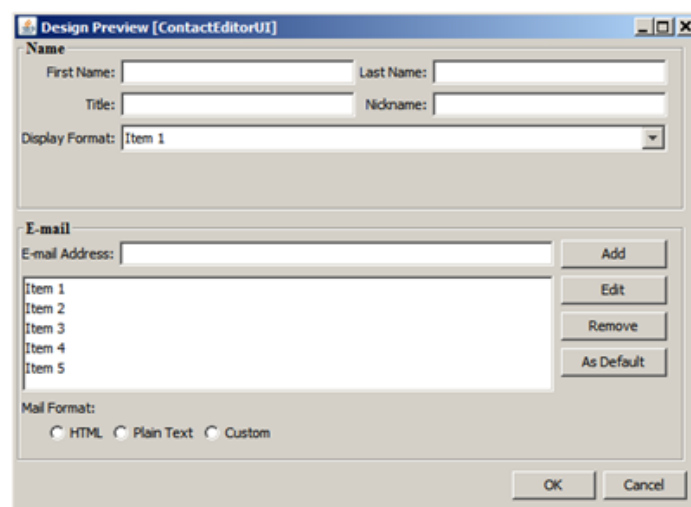 Design Preview [ContactEditorUI]
Name
First Name: Last Name:
Title: Nickname:
Display Format: Item 1
E-mail
E-mail Address: Add
Item 1
Item 2
Item 3
Item 4
Item 5
Edit
Remove
As Default
Mail Format:
HTML Plain Text Custom
OK Cancel